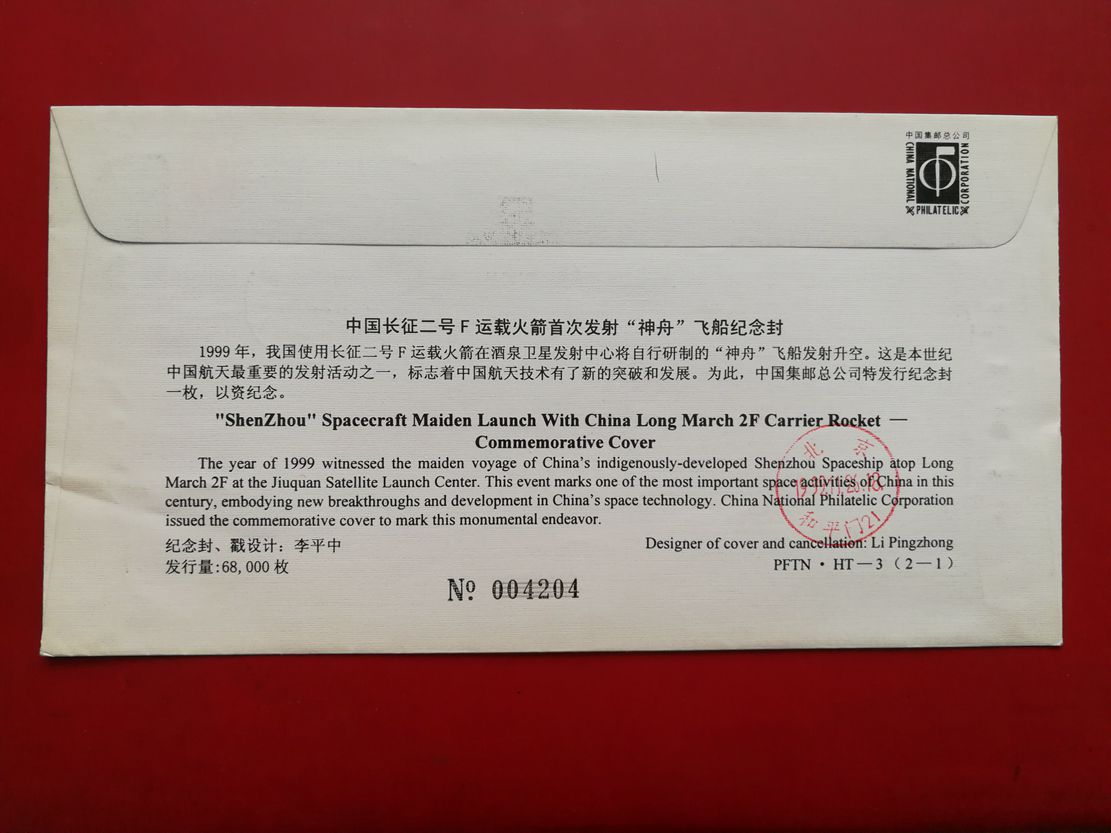 中国集邮总公司
CHINA NATIONAL
PHILATELIC
CORPORATION
中国长征二号F运载火箭首次发射“神舟”飞船纪念封
1999年，我国使用长征二号F运载火箭在酒泉卫星发射中心将自行研制的“神舟”飞船发射升空。这是本世纪
中国航天最重要的发射活动之一，标志着中国航天技术有了新的突破和发展。为此，中国集邮总公司特发行纪念封
一枚，以资纪念。
"ShenZhou" Spacecraft Maiden Launch With China Long March 2F Carrier Rocket —
Commemorative Cover
The year of 1999 witnessed the maiden voyage of China's indigenously-developed Shenzhou Spaceship atop Long
March 2F at the Jiuquan Satellite Launch Center. This event marks one of the most important space activities of China in this
century, embodying new breakthroughs and development in China's space technology. China National Philatelic Corporation
issued the commemorative cover to mark this monumental endeavor.
北京
和平门21
纪念封、戳设计：李平中
Designer of cover and cancellation: Li Pingzhong
发行量:68,000枚
PFTN·HT—3（2—1）
Nº 004204